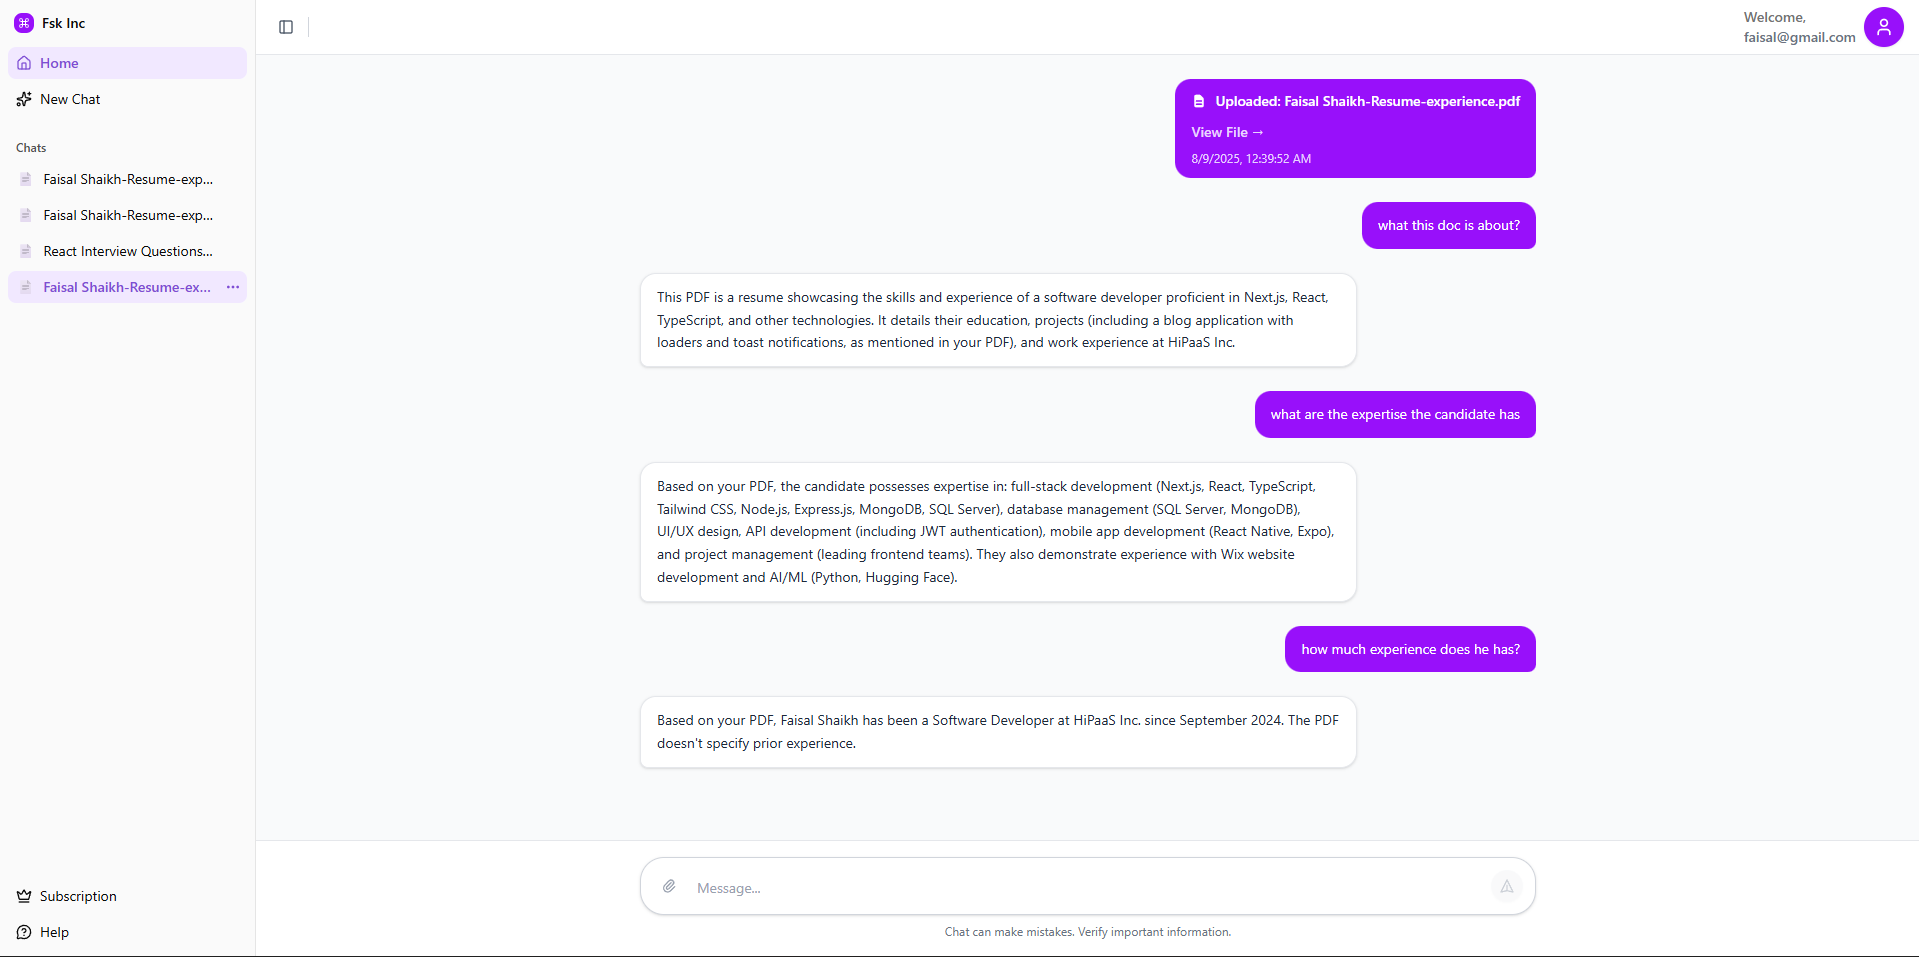 Fsk Inc
Home
New Chat
Chats
Faisal Shaikh-Resume-exp...
Faisal Shaikh-Resume-exp...
React Interview Questions...
Faisal Shaikh-Resume-ex...
Subscription
Help
Welcome,
faisal@gmail.com
Uploaded: Faisal Shaikh-Resume-experience.pdf
View File →
8/9/2025, 12:39:52 AM
what this doc is about?
This PDF is a resume showcasing the skills and experience of a software developer proficient in Next.js, React,
TypeScript, and other technologies. It details their education, projects (including a blog application with
loaders and toast notifications, as mentioned in your PDF), and work experience at HiPaaS Inc.
what are the expertise the candidate has
Based on your PDF, the candidate possesses expertise in: full-stack development (Next.js, React, TypeScript,
Tailwind CSS, Node.js, Express.js, MongoDB, SQL Server), database management (SQL Server, MongoDB),
UI/UX design, API development (including JWT authentication), mobile app development (React Native, Expo),
and project management (leading frontend teams). They also demonstrate experience with Wix website
development and AI/ML (Python, Hugging Face).
how much experience does he has?
Based on your PDF, Faisal Shaikh has been a Software Developer at HiPaaS Inc. since September 2024. The PDF
doesn't specify prior experience.
Message...
Chat can make mistakes. Verify important information.